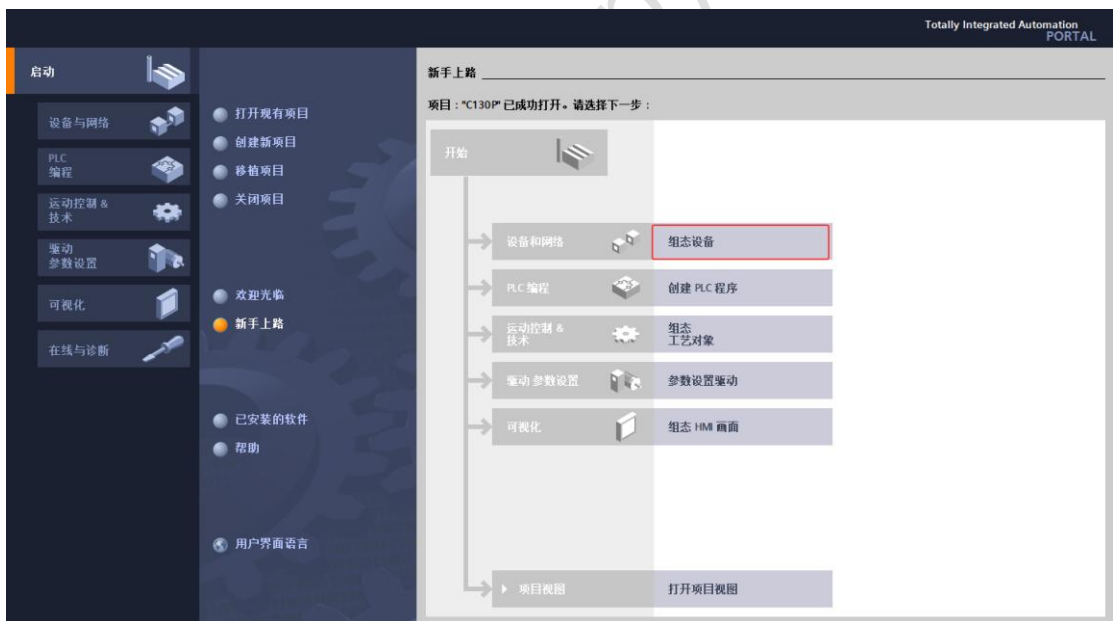 Totally Integrated Automation
PORTAL
启动
设备与网络
PLC
编程
运动控制 &
技术
驱动
参数设置
可视化
在线与诊断
打开现有项目
创建新项目
移植项目
关闭项目
欢迎光临
新手上路
已安装的软件
帮助
用户界面语言
新手上路
项目："C130P" 已成功打开。请选择下一步：
开始
设备和网络
组态设备
PLC 编程
创建 PLC 程序
运动控制 &
技术
组态
工艺对象
驱动 参数设置
参数设置驱动
可视化
组态 HMI 画面
项目视图
打开项目视图